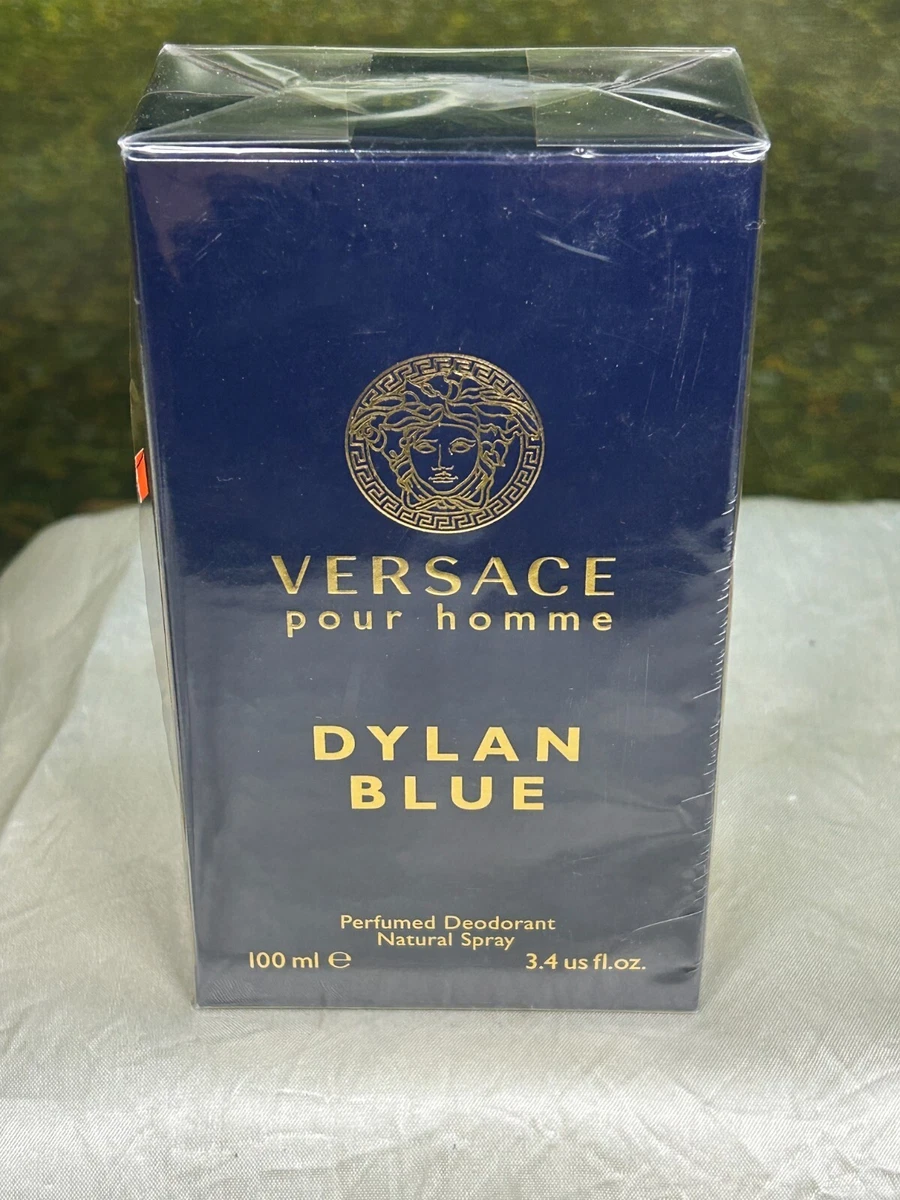 VERSACE
pour homme
DYLAN
BLUE
Perfumed Deodorant
Natural Spray
100 ml ℮ 3.4 us fl.oz.